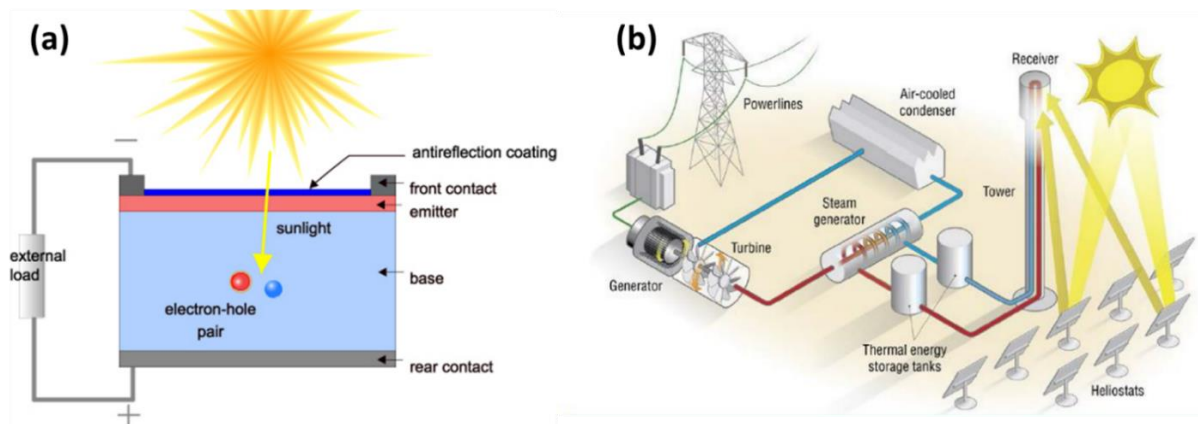 (a)
−
antireflection coating
front contact
emitter
sunlight
external
load
base
electron-hole
pair
rear contact
+
(b)
Receiver
Powerlines
Air-cooled
condenser
Tower
Steam
generator
Turbine
Generator
Thermal energy
storage tanks
Heliostats